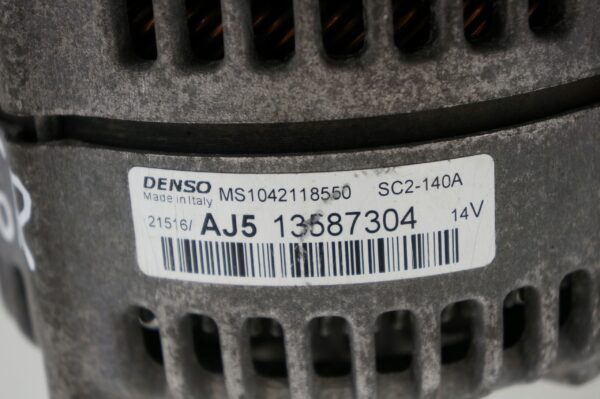 DENSO MS1042118550 SC2-140A
Made in Italy
21516/ AJ5 13587304 14V